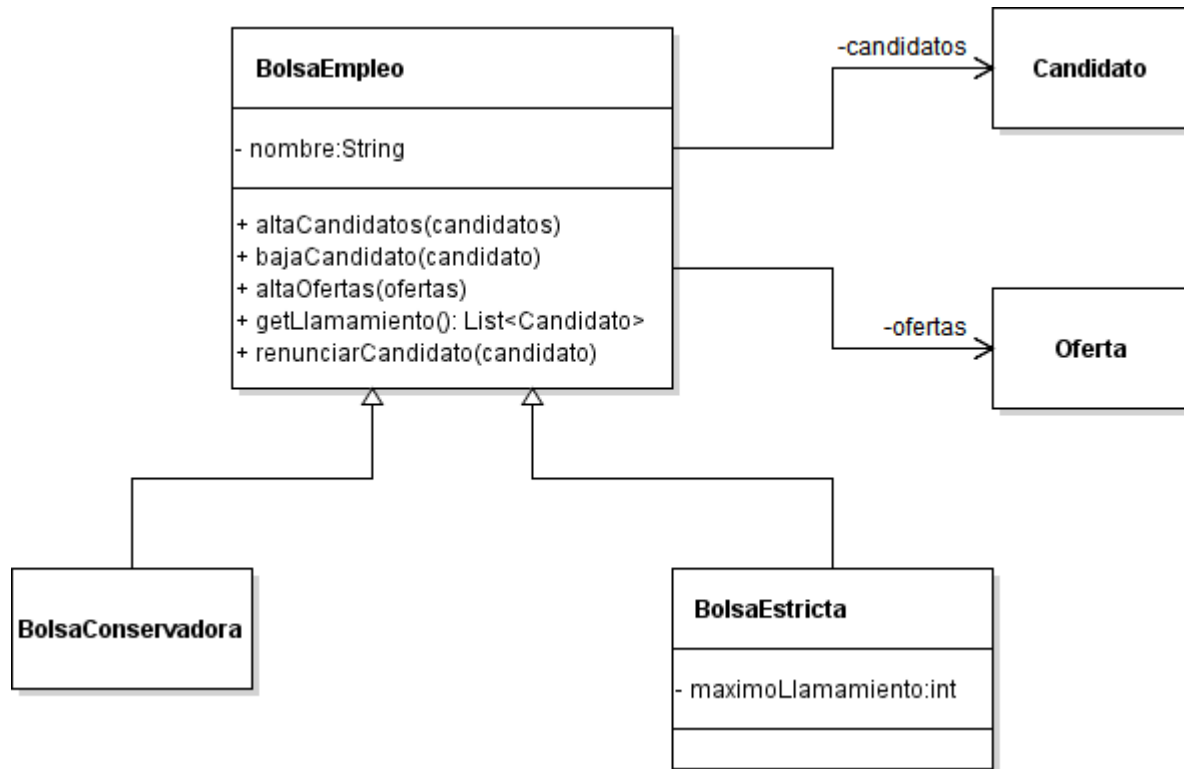 BolsaEmpleo
- nombre:String
+ altaCandidatos(candidatos)
+ bajaCandidato(candidato)
+ altaOfertas(ofertas)
+ getLlamamiento(): List<Candidato>
+ renunciarCandidato(candidato)
-candidatos
Candidato
-ofertas
Oferta
BolsaConservadora
BolsaEstricta
- maximoLlamamiento:int